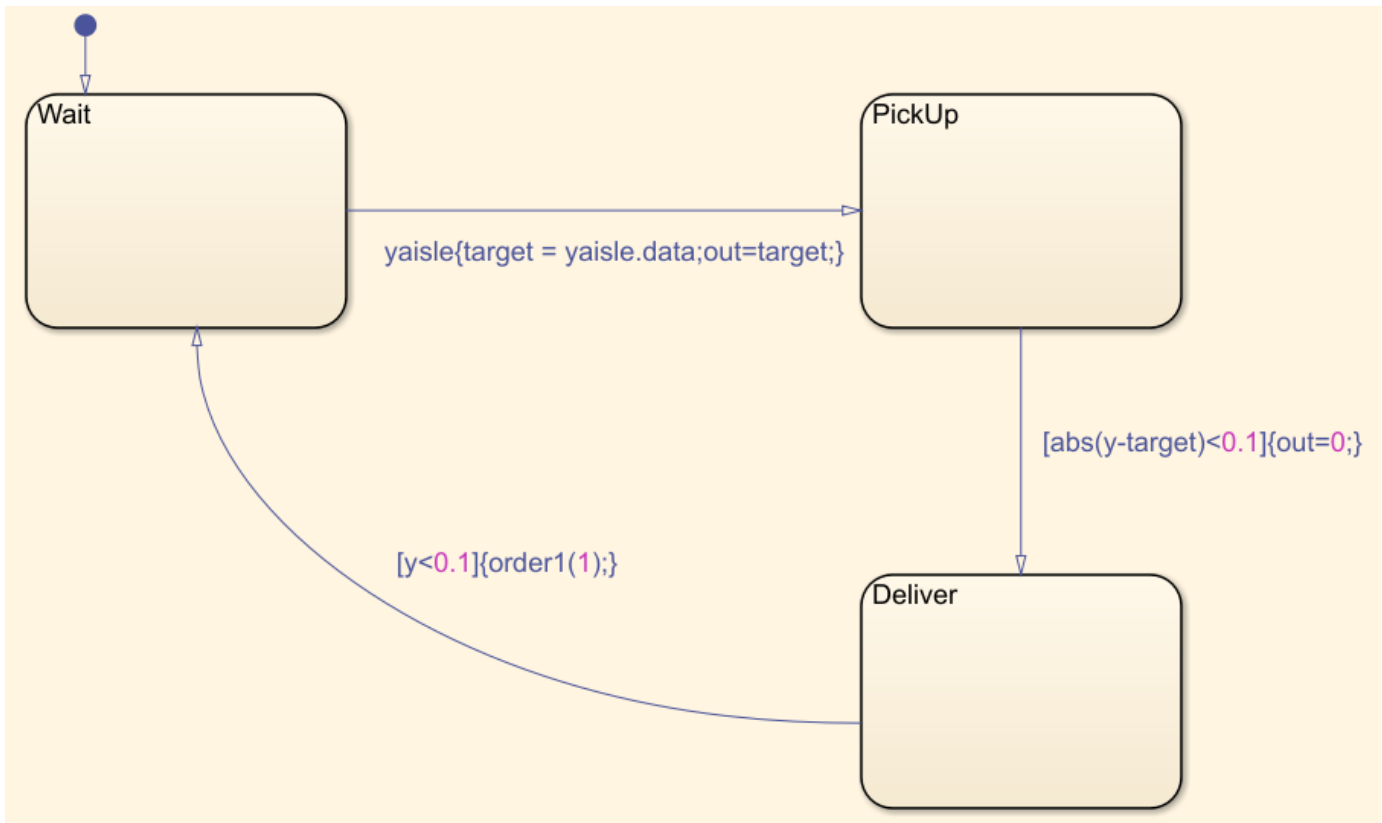 Wait
PickUp
yaisle{target = yaisle.data;out=target;}
[abs(y-target)<0.1]{out=0;}
[y<0.1]{order1(1);}
Deliver